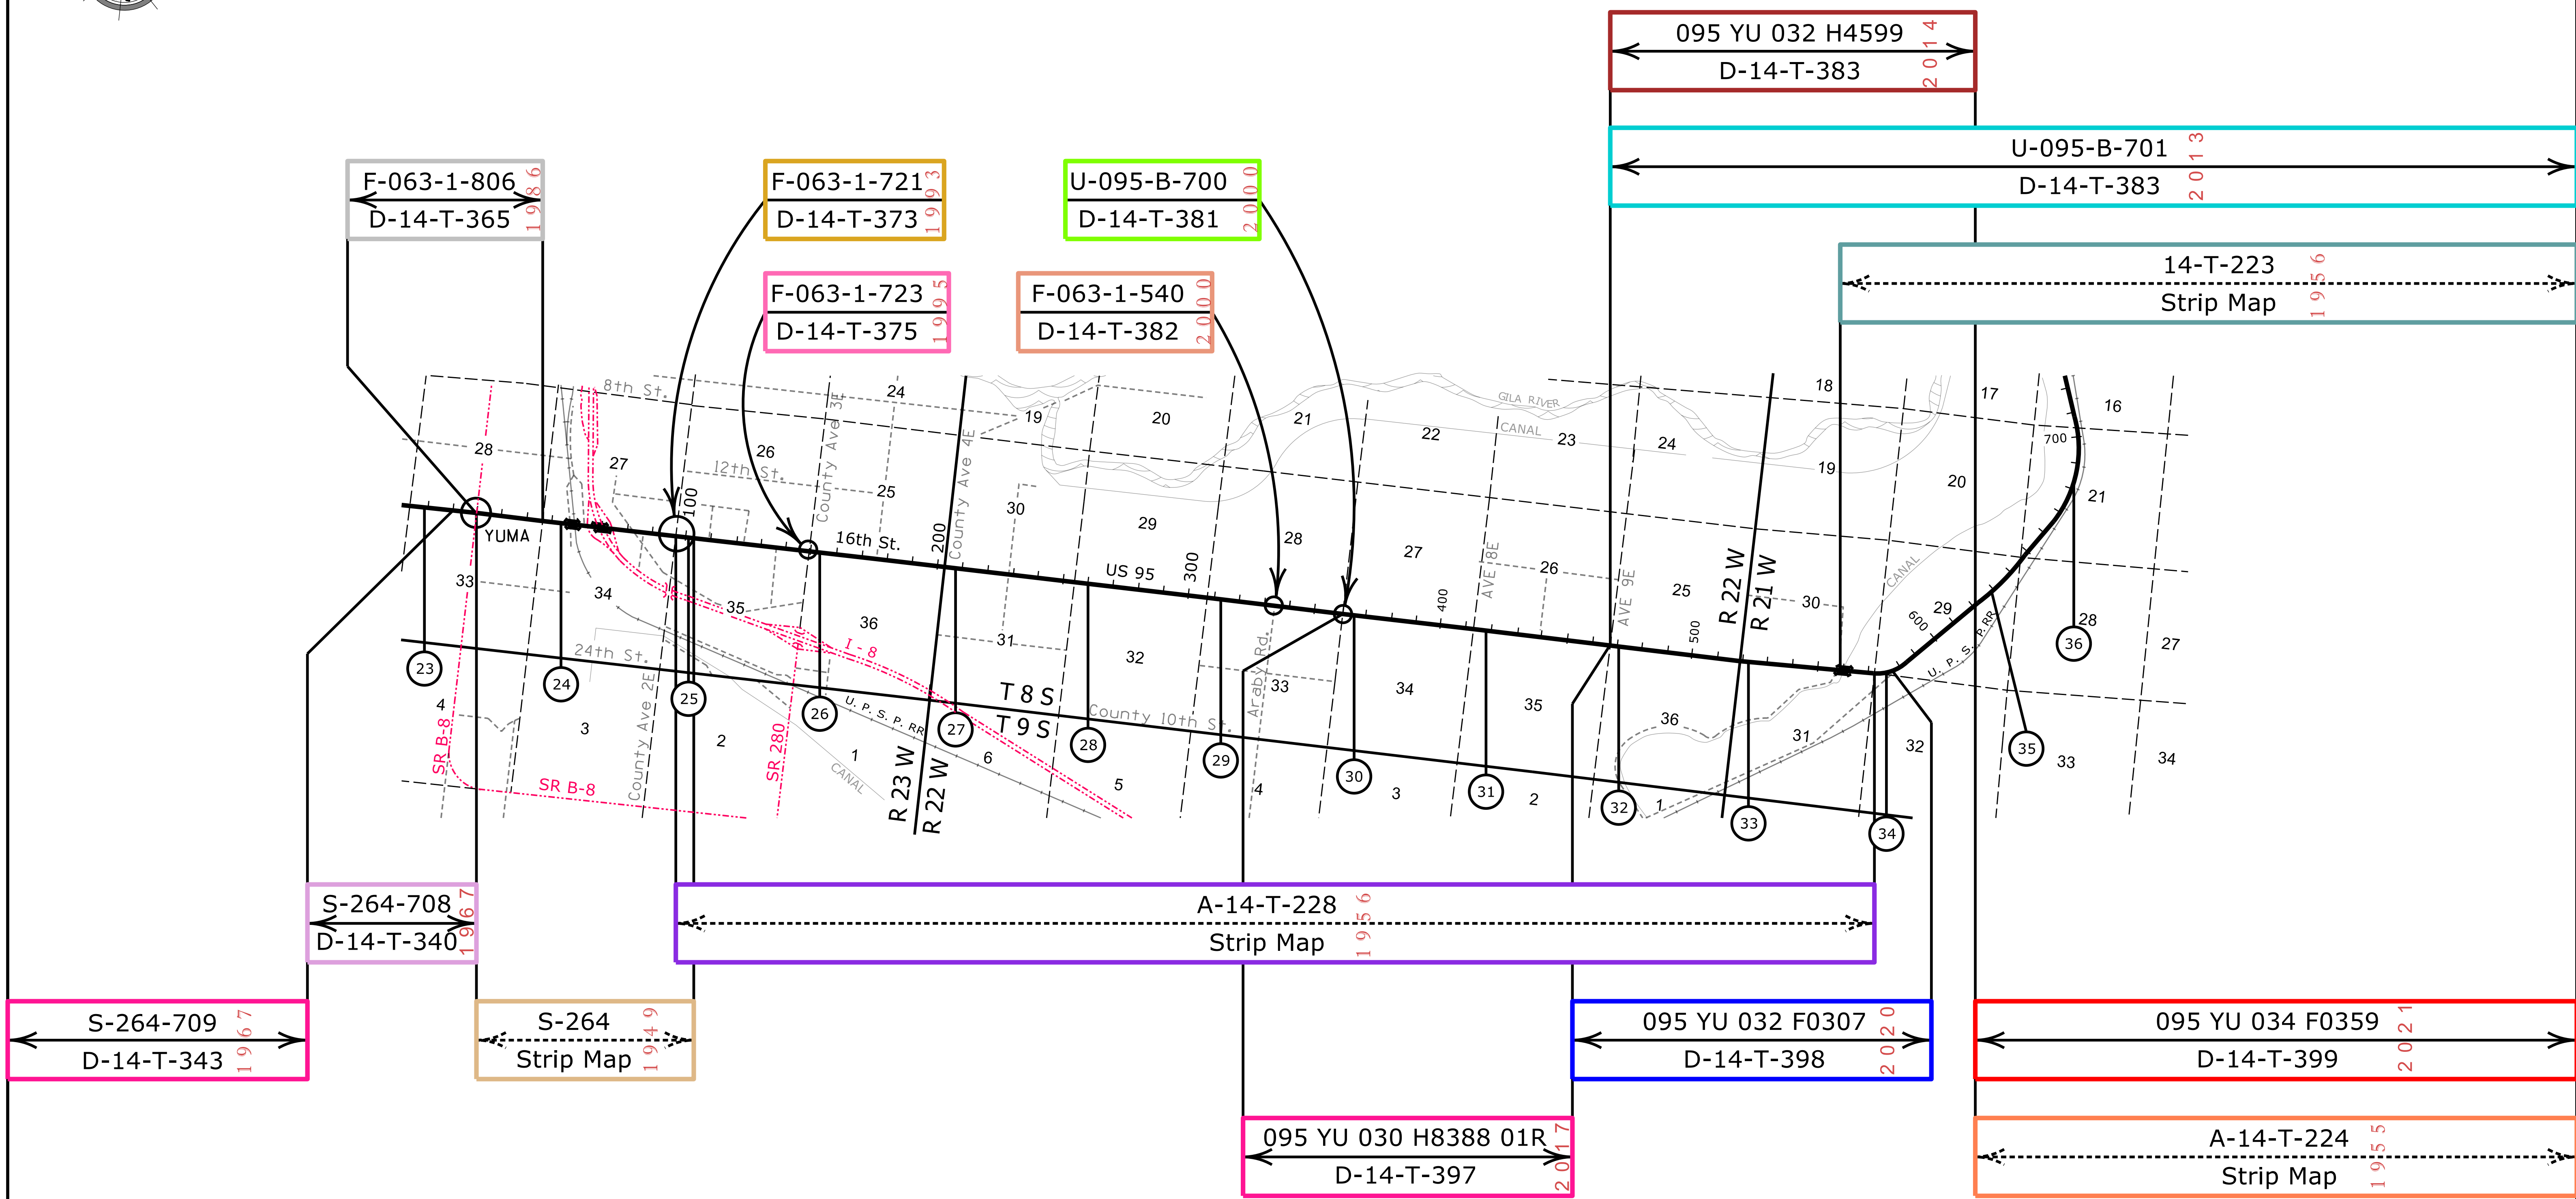 095 YU 032 H4599
D-14-T-383
2014
U-095-B-701
D-14-T-383
2013
F-063-1-806
D-14-T-365
1986
F-063-1-721
D-14-T-373
1993
U-095-B-700
D-14-T-381
2000
14-T-223
Strip Map
1956
F-063-1-723
D-14-T-375
1995
F-063-1-540
D-14-T-382
2000
8th St.
24
19
20
21
22
23
24
18
17
16
GILA RIVER
CANAL
28
27
26
12th St.
25
County Ave 3E
County Ave 4E
30
29
28
27
26
25
19
20
21
700
100
YUMA
16th St.
200
US 95
300
400
AVE 8E
AVE 9E
500
R 22 W
R 21 W
30
CANAL
600
29
28
27
U. P. S. P. RR
33
34
35
36
31
32
33
34
35
36
31
32
33
34
I - 8
24th St.
County Ave 2E
T 8 S
T 9 S
County 10th St.
Araby Rd.
U. P. S. P. RR
SR B-8
SR B-8
SR 280
CANAL
R 23 W
R 22 W
4
3
2
1
6
5
4
3
2
1
23
24
25
26
27
28
29
30
31
32
33
34
35
36
S-264-708
D-14-T-340
1967
A-14-T-228
Strip Map
1956
S-264-709
D-14-T-343
1967
S-264
Strip Map
1949
095 YU 032 F0307
D-14-T-398
2020
095 YU 034 F0359
D-14-T-399
2021
095 YU 030 H8388 01R
D-14-T-397
2017
A-14-T-224
Strip Map
1955